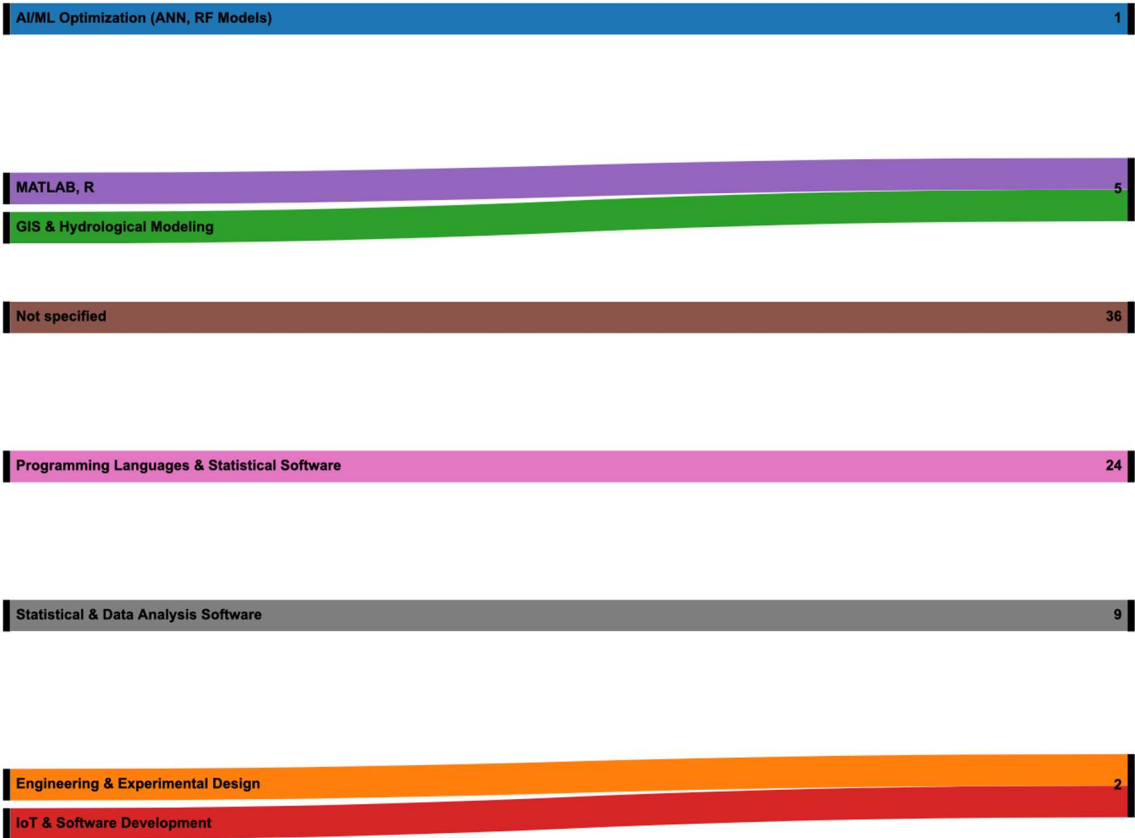 AI/ML Optimization (ANN, RF Models) 1
MATLAB, R
5
GIS & Hydrological Modeling
Not specified 36
Programming Languages & Statistical Software 24
Statistical & Data Analysis Software 9
Engineering & Experimental Design 2
IoT & Software Development